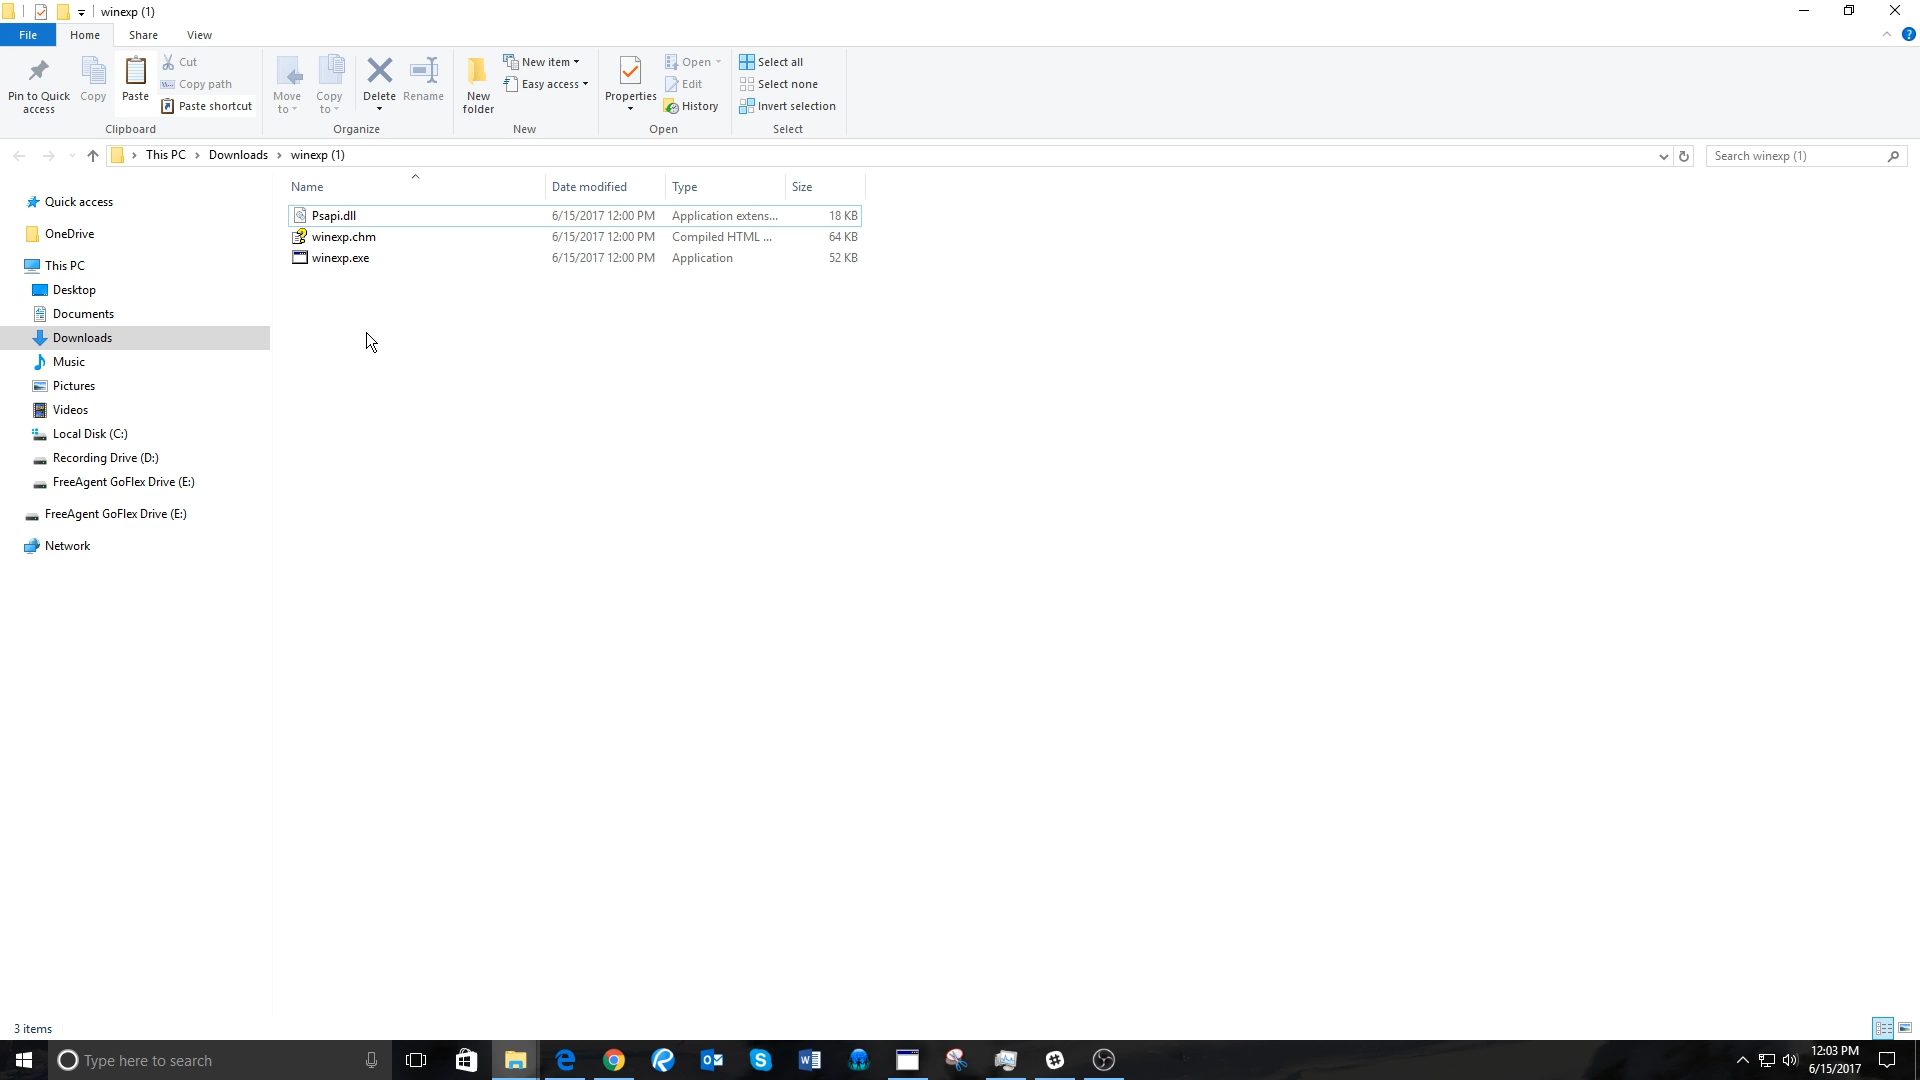 winexp (1)
File Home Share View
Pin to Quick access
Copy
Paste
Cut
Copy path
Paste shortcut
Clipboard
Move to
Copy to
Delete
Rename
Organize
New folder
New item
Easy access
New
Properties
Open
Edit
History
Open
Select all
Select none
Invert selection
Select
This PC > Downloads > winexp (1)
Search winexp (1)
Name Date modified Type Size
Psapi.dll 6/15/2017 12:00 PM Application extens... 18 KB
winexp.chm 6/15/2017 12:00 PM Compiled HTML ... 64 KB
winexp.exe 6/15/2017 12:00 PM Application 52 KB
Quick access
OneDrive
This PC
Desktop
Documents
Downloads
Music
Pictures
Videos
Local Disk (C:)
Recording Drive (D:)
FreeAgent GoFlex Drive (E:)
FreeAgent GoFlex Drive (E:)
Network
3 items
Type here to search
12:03 PM
6/15/2017